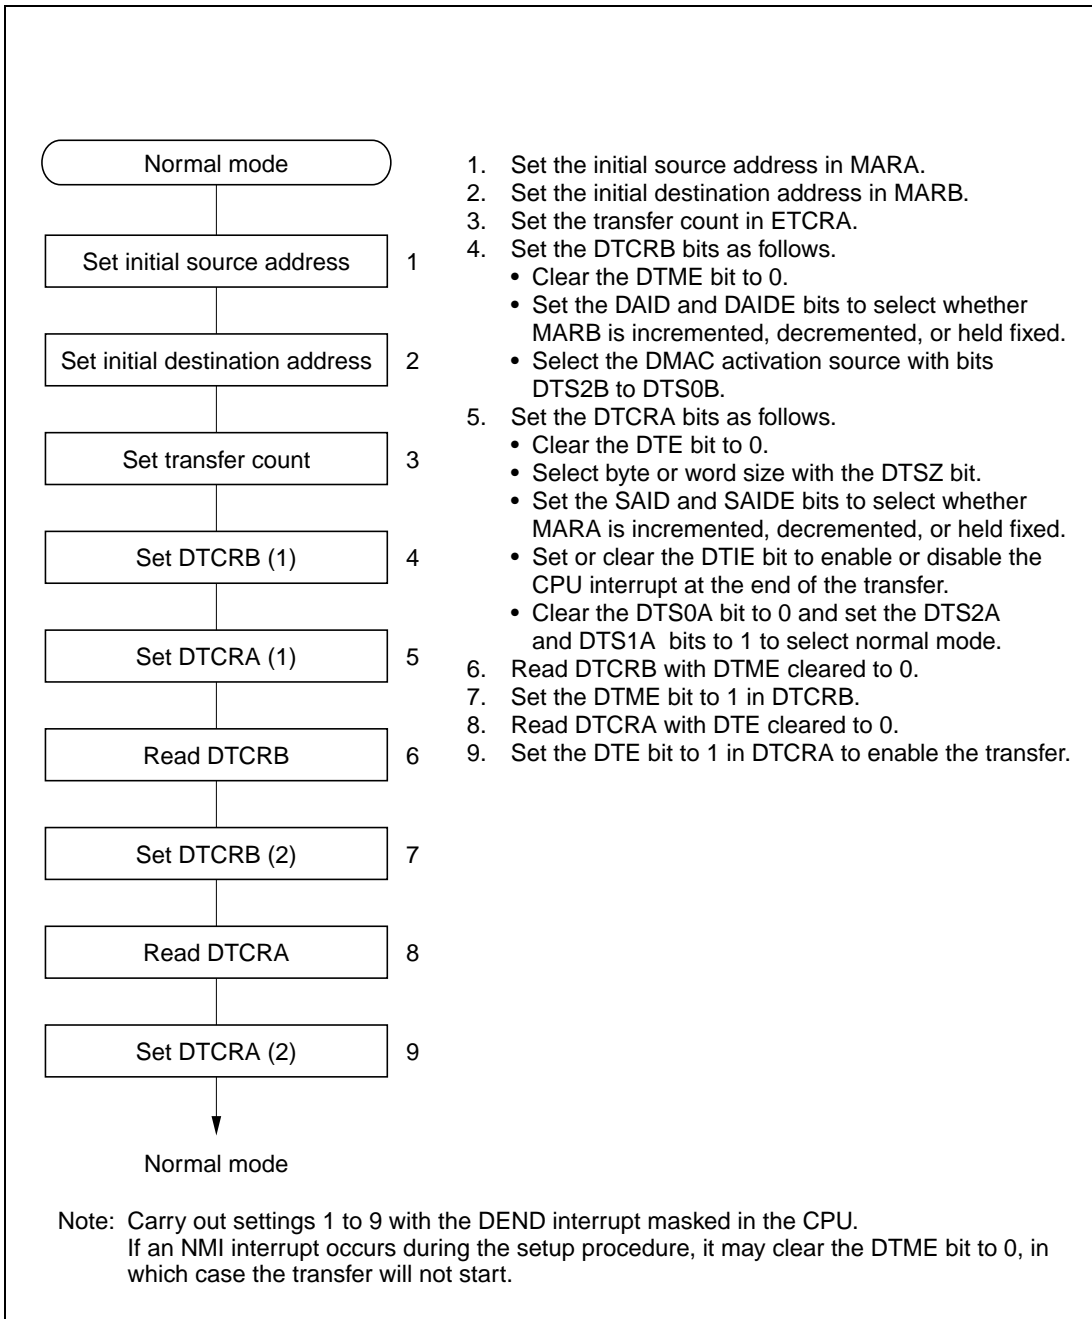 Normal mode
Set initial source address 1
Set initial destination address 2
Set transfer count 3
Set DTCRB (1) 4
Set DTCRA (1) 5
Read DTCRB 6
Set DTCRB (2) 7
Read DTCRA 8
Set DTCRA (2) 9
Normal mode
1. Set the initial source address in MARA.
2. Set the initial destination address in MARB.
3. Set the transfer count in ETCRA.
4. Set the DTCRB bits as follows.
• Clear the DTME bit to 0.
• Set the DAID and DAIDE bits to select whether
MARB is incremented, decremented, or held fixed.
• Select the DMAC activation source with bits
DTS2B to DTS0B.
5. Set the DTCRA bits as follows.
• Clear the DTE bit to 0.
• Select byte or word size with the DTSZ bit.
• Set the SAID and SAIDE bits to select whether
MARA is incremented, decremented, or held fixed.
• Set or clear the DTIE bit to enable or disable the
CPU interrupt at the end of the transfer.
• Clear the DTS0A bit to 0 and set the DTS2A
and DTS1A bits to 1 to select normal mode.
6. Read DTCRB with DTME cleared to 0.
7. Set the DTME bit to 1 in DTCRB.
8. Read DTCRA with DTE cleared to 0.
9. Set the DTE bit to 1 in DTCRA to enable the transfer.
Note: Carry out settings 1 to 9 with the DEND interrupt masked in the CPU.
If an NMI interrupt occurs during the setup procedure, it may clear the DTME bit to 0, in
which case the transfer will not start.